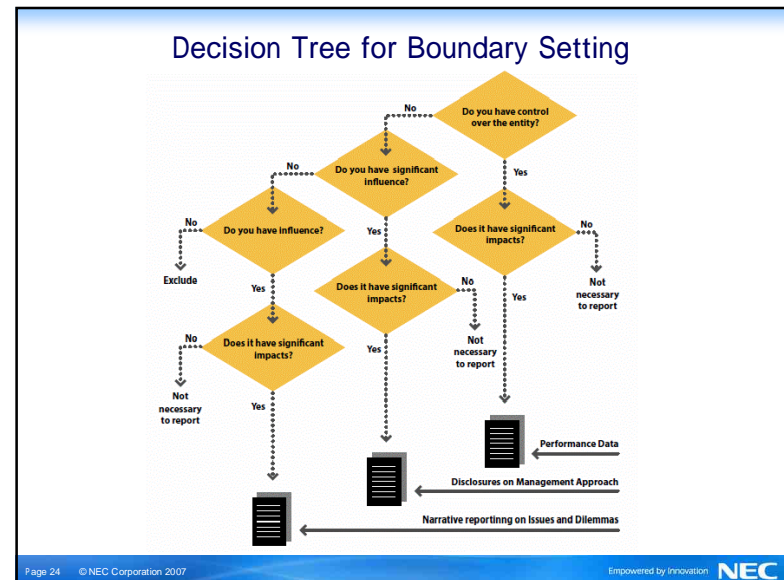 Decision Tree for Boundary Setting
Do you have control
over the entity?
No
Yes
Do you have significant
influence?
No
Yes
Do you have influence?
No
Exclude
Yes
Does it have significant
impacts?
No
Not
necessary
to report
Yes
Does it have significant
impacts?
No
Not
necessary
to report
Yes
Does it have significant
impacts?
No
Not
necessary
to report
Yes
Performance Data
Disclosures on Management Approach
Narrative reportinng on Issues and Dilemmas
Page 24 © NEC Corporation 2007
Empowered by Innovation NEC